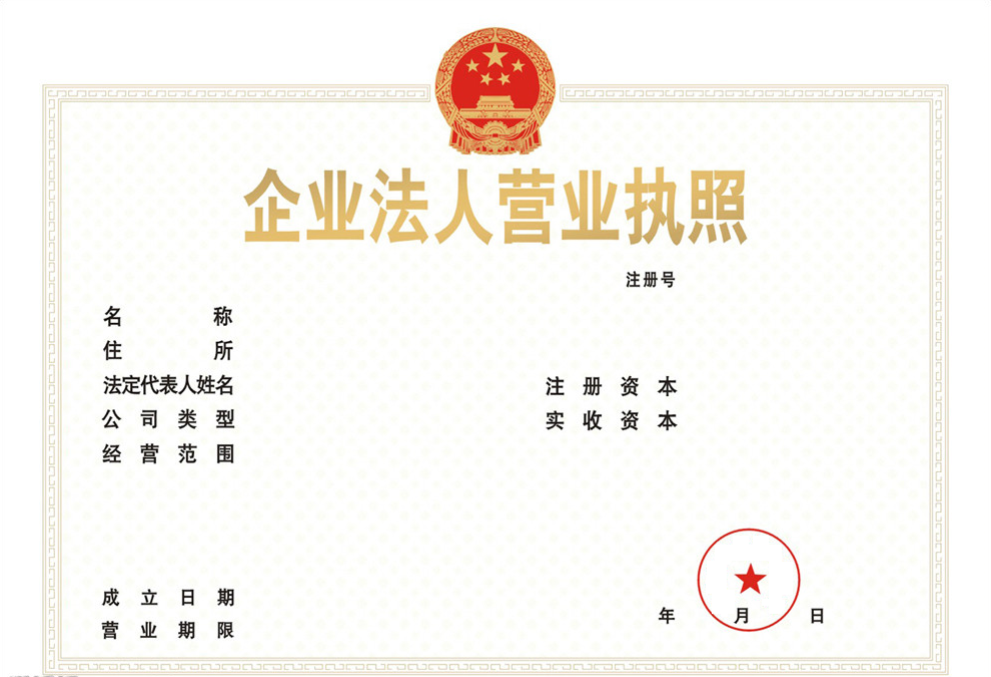 企业法人营业执照
注册号
名称
住所
法定代表人姓名 注册资本
公司类型 实收资本
经营范围
成立日期
年 月 日
营业期限